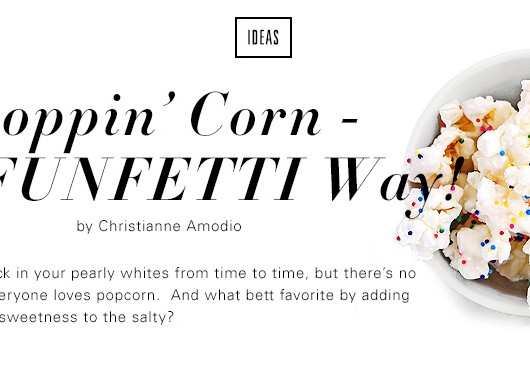 IDEAS
oppin' Corn -
FUNFETTI Way!
by Christianne Amodio
ck in your pearly whites from time to time, but there's no
eryone loves popcorn. And what bett favorite by adding
sweetness to the salty?